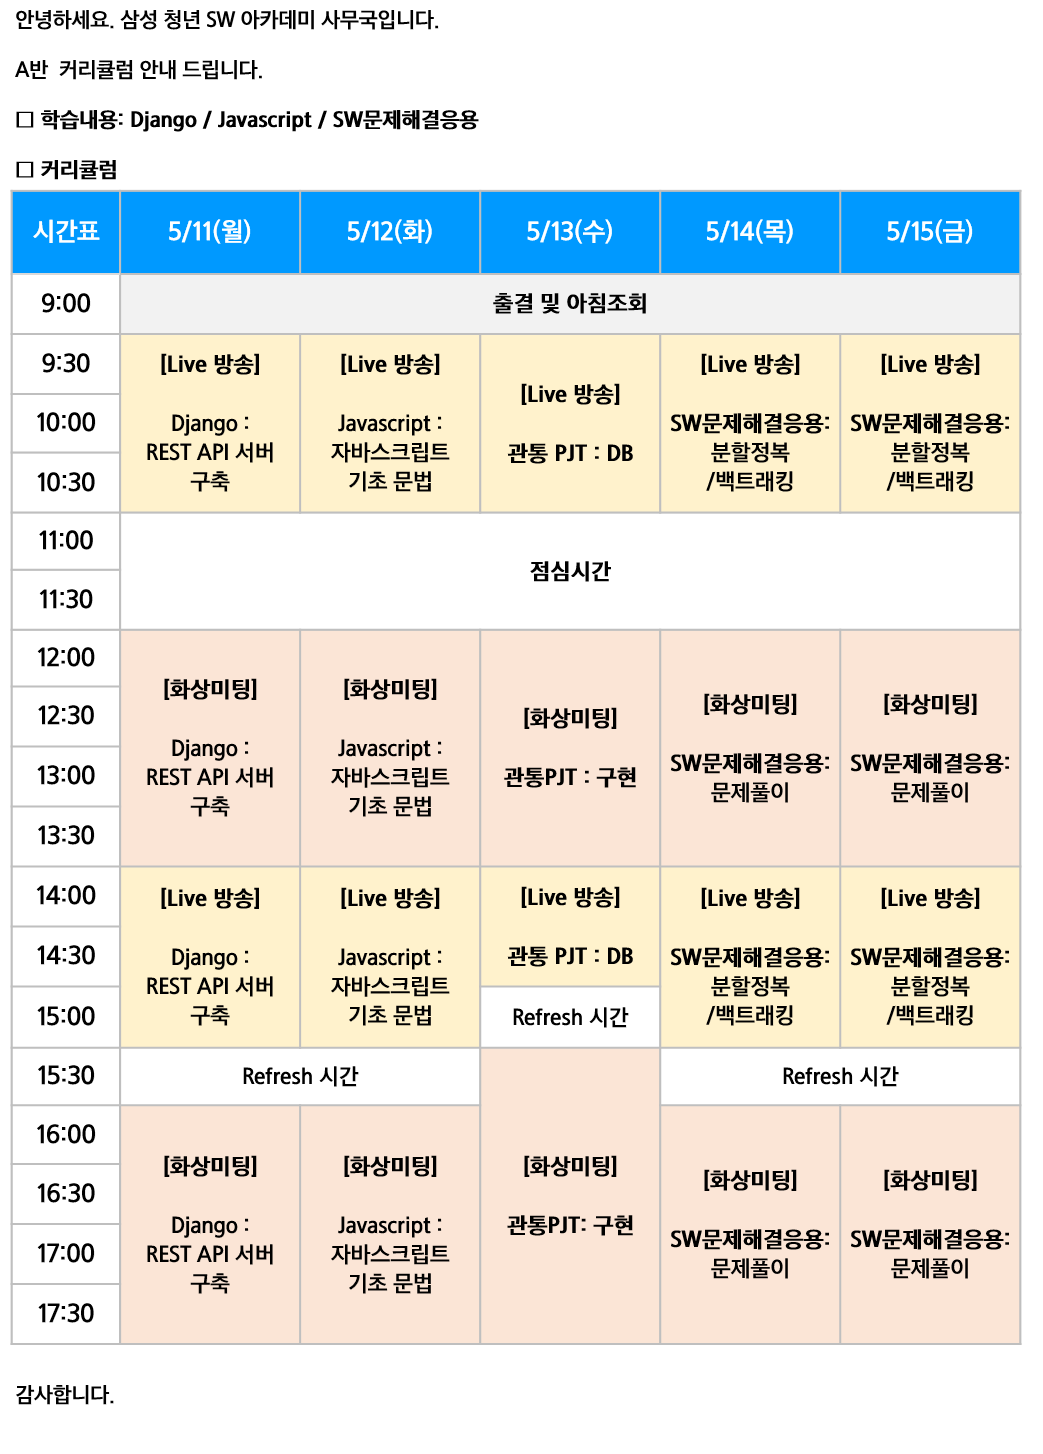 안녕하세요. 삼성 청년 SW 아카데미 사무국입니다.
A반 커리큘럼 안내 드립니다.
□ 학습내용: Django / Javascript / SW문제해결응용
□ 커리큘럼
시간표 5/11(월) 5/12(화) 5/13(수) 5/14(목) 5/15(금)
9:00
출결 및 아침조회
9:30
10:00
10:30
[Live 방송]
Django :
REST API 서버
구축
[Live 방송]
Javascript :
자바스크립트
기초 문법
[Live 방송]
관통 PJT : DB
[Live 방송]
SW문제해결응용:
분할정복
/백트래킹
[Live 방송]
SW문제해결응용:
분할정복
/백트래킹
11:00
11:30
점심시간
12:00
12:30
13:00
13:30
[화상미팅]
Django :
REST API 서버
구축
[화상미팅]
Javascript :
자바스크립트
기초 문법
[화상미팅]
관통PJT : 구현
[화상미팅]
SW문제해결응용:
문제풀이
[화상미팅]
SW문제해결응용:
문제풀이
14:00
14:30
15:00
[Live 방송]
Django :
REST API 서버
구축
[Live 방송]
Javascript :
자바스크립트
기초 문법
[Live 방송]
관통 PJT : DB
Refresh 시간
[Live 방송]
SW문제해결응용:
분할정복
/백트래킹
[Live 방송]
SW문제해결응용:
분할정복
/백트래킹
15:30
Refresh 시간
Refresh 시간
16:00
16:30
17:00
17:30
[화상미팅]
Django :
REST API 서버
구축
[화상미팅]
Javascript :
자바스크립트
기초 문법
[화상미팅]
관통PJT: 구현
[화상미팅]
SW문제해결응용:
문제풀이
[화상미팅]
SW문제해결응용:
문제풀이
감사합니다.